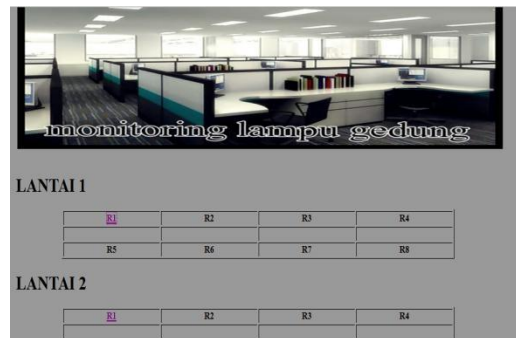 monitoring lampu gedung
LANTAI 1
R1 R2 R3 R4
R5 R6 R7 R8
LANTAI 2
R1 R2 R3 R4